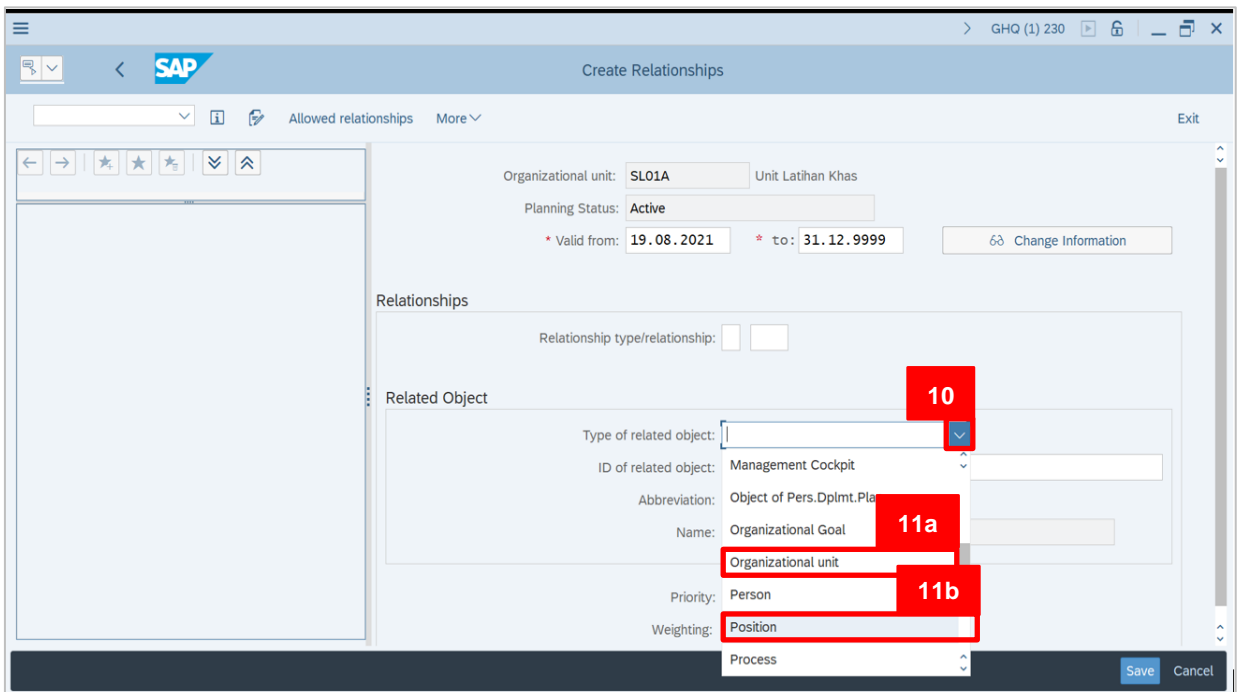 GHQ (1) 230
SAP
Create Relationships
Allowed relationships More
Exit
Organizational unit: SL01A Unit Latihan Khas
Planning Status: Active
* Valid from: 19.08.2021 * to: 31.12.9999
Change Information
Relationships
Relationship type/relationship:
10
Related Object
Type of related object:
ID of related object:
Management Cockpit
Abbreviation:
Object of Pers.Dplmt.Pla
11a
Name:
Organizational Goal
Organizational unit
11b
Priority:
Person
Weighting:
Position
Process
Save Cancel